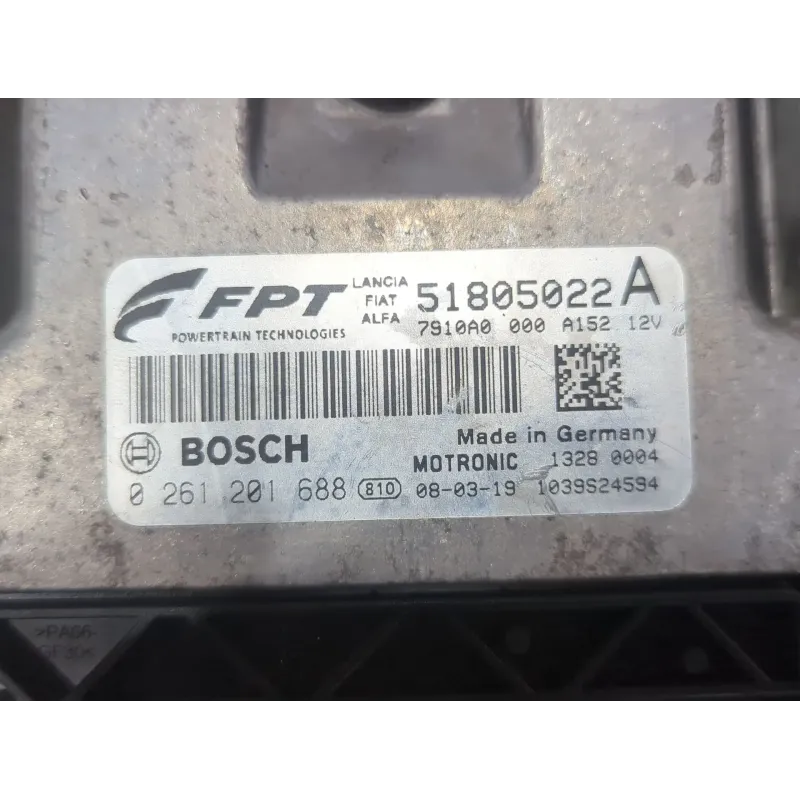 FPT
POWERTRAIN TECHNOLOGIES
LANCIA
FIAT
ALFA
51805022 A
7910A0 000 A152 12V
BOSCH
Made in Germany
MOTRONIC 1328 0004
0 261 201 688 810 08-03-19 1039S24594
>PA66-